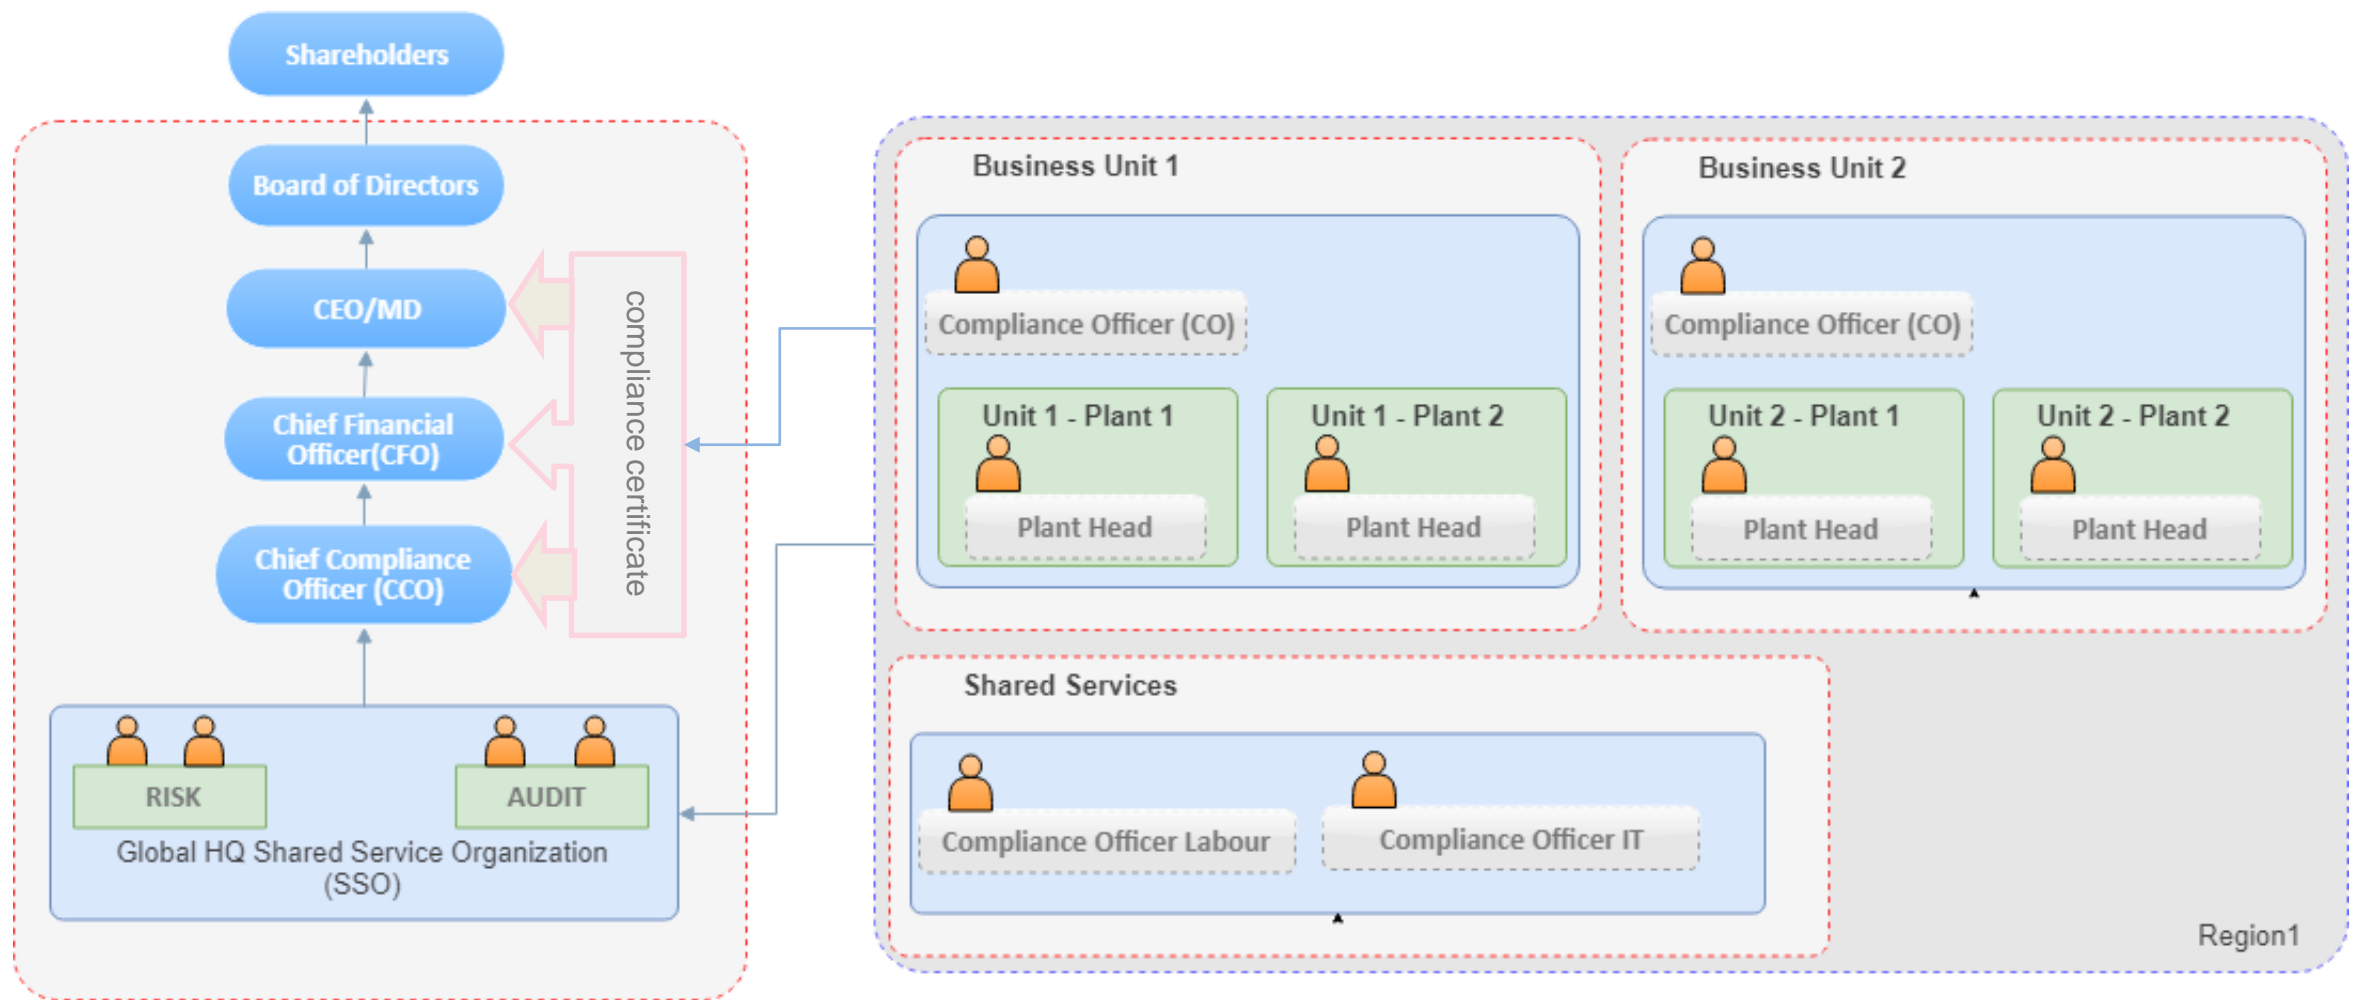 Shareholders
Board of Directors
CEO/MD
Chief Financial
Officer(CFO)
Chief Compliance
Officer (CCO)
compliance certificate
RISK
AUDIT
Global HQ Shared Service Organization
(SSO)
Business Unit 1
Compliance Officer (CO)
Unit 1 - Plant 1
Plant Head
Unit 1 - Plant 2
Plant Head
Business Unit 2
Compliance Officer (CO)
Unit 2 - Plant 1
Plant Head
Unit 2 - Plant 2
Plant Head
Shared Services
Compliance Officer Labour
Compliance Officer IT
Region1